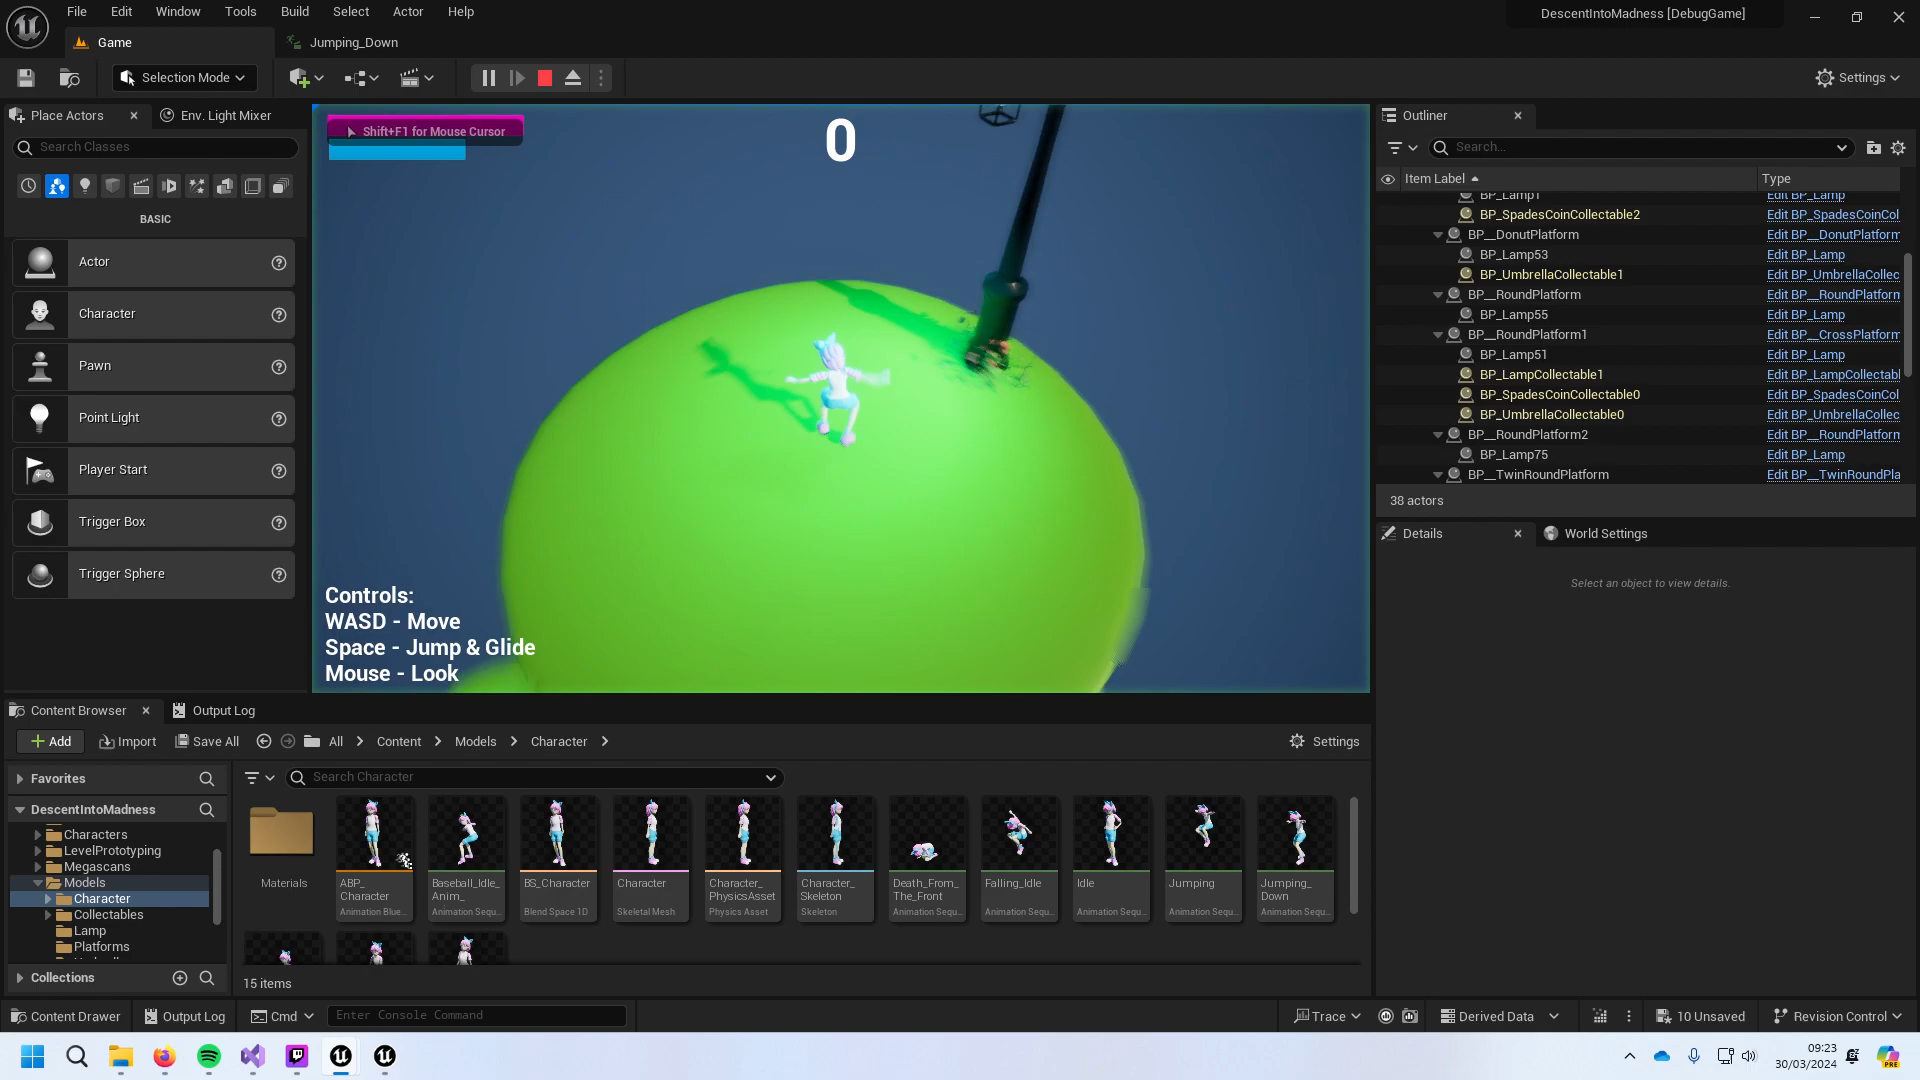 File Edit Window Tools Build Select Actor Help
DescentIntoMadness [DebugGame]
Game
Jumping_Down
Selection Mode
Settings
Place Actors
Env. Light Mixer
Search Classes
BASIC
Actor
Character
Pawn
Point Light
Player Start
Trigger Box
Trigger Sphere
Shift+F1 for Mouse Cursor
0
Controls:
WASD - Move
Space - Jump & Glide
Mouse - Look
Outliner
Search...
Item Label Type
BP_Lamp1 Edit BP_Lamp
BP_SpadesCoinCollectable2 Edit BP_SpadesCoinCol
BP__DonutPlatform Edit BP__DonutPlatform
BP_Lamp53 Edit BP_Lamp
BP_UmbrellaCollectable1 Edit BP_UmbrellaCollec
BP__RoundPlatform Edit BP__RoundPlatform
BP_Lamp55 Edit BP_Lamp
BP__RoundPlatform1 Edit BP__CrossPlatform
BP_Lamp51 Edit BP_Lamp
BP_LampCollectable1 Edit BP_LampCollectabl
BP_SpadesCoinCollectable0 Edit BP_SpadesCoinCol
BP_UmbrellaCollectable0 Edit BP_UmbrellaCollec
BP__RoundPlatform2 Edit BP__RoundPlatform
BP_Lamp75 Edit BP_Lamp
BP__TwinRoundPlatform Edit BP__TwinRoundPla
38 actors
Details
World Settings
Select an object to view details.
Content Browser
Output Log
Add
Import
Save All
All
Content
Models
Character
Settings
Favorites
DescentIntoMadness
Characters
LevelPrototyping
Megascans
Models
Character
Collectables
Lamp
Platforms
Collections
Search Character
Materials
ABP_
Character
Animation Blue...
Baseball_Idle_
Anim_
Animation Sequ...
BS_Character
Blend Space 1D
Character
Skeletal Mesh
Character_
PhysicsAsset
Physics Asset
Character_
Skeleton
Skeleton
Death_From_
The_Front
Animation Sequ...
Falling_Idle
Animation Sequ...
Idle
Animation Sequ...
Jumping
Animation Sequ...
Jumping_
Down
Animation Sequ...
15 items
Content Drawer
Output Log
Cmd
Enter Console Command
Trace
Derived Data
10 Unsaved
Revision Control
09:23
30/03/2024
PRE